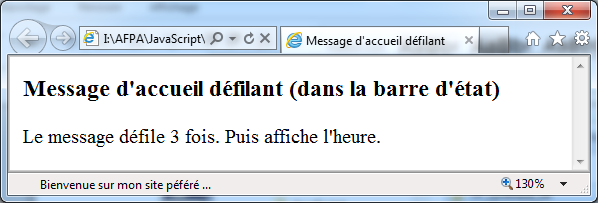 I:\AFPA\JavaScript\
Message d'accueil défilant
Message d'accueil défilant (dans la barre d'état)
Le message défile 3 fois. Puis affiche l'heure.
Bienvenue sur mon site péféré ...
130%